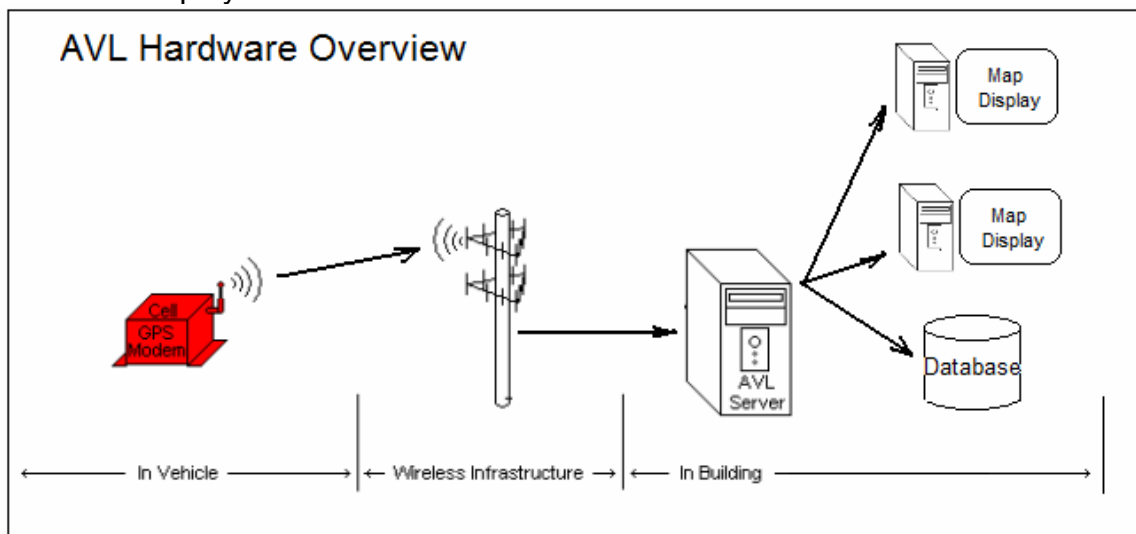 AVL Hardware Overview
Map
Display
Map
Display
Cell
GPS
Modem
AVL
Server
Database
In Vehicle
Wireless Infrastructure
In Building